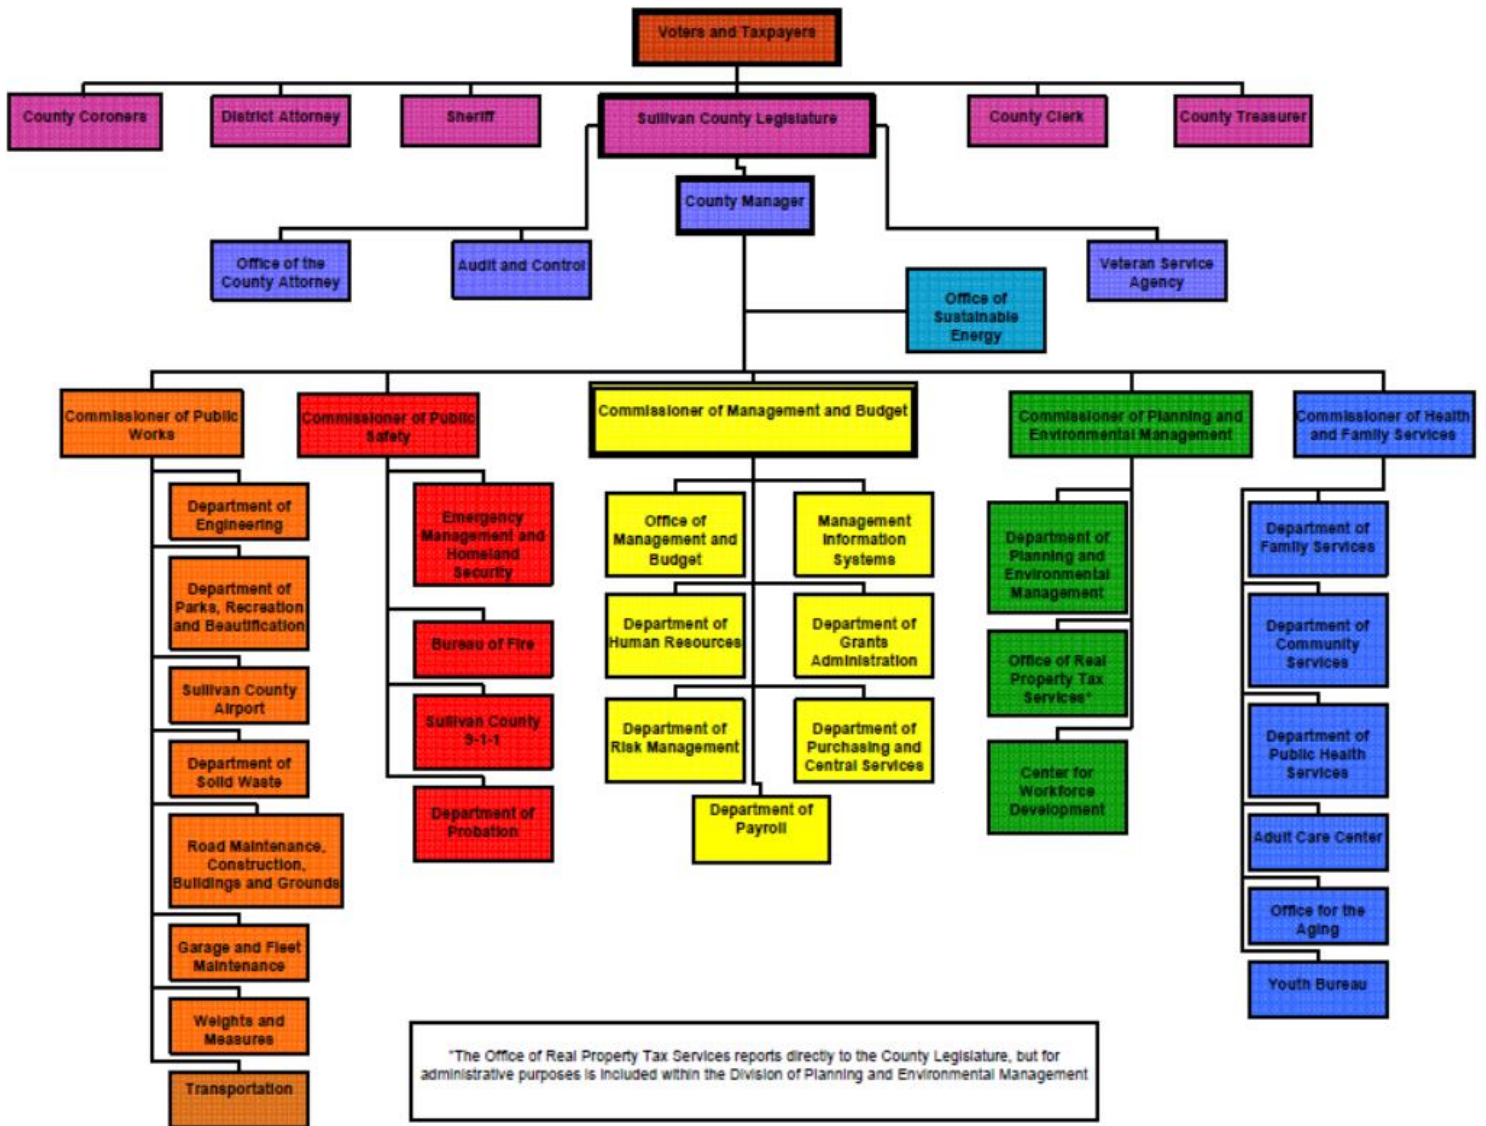 Voters and Taxpayers
County Coroners
District Attorney
Sheriff
Sullivan County Legislature
County Clerk
County Treasurer
County Manager
Office of the
County Attorney
Audit and Control
Veteran Service
Agency
Office of
Sustainable
Energy
Commissioner of Public
Works
Commissioner of Public
Safety
Commissioner of Management and Budget
Commissioner of Planning and
Environmental Management
Commissioner of Health
and Family Services
Department of
Engineering
Department of
Parks, Recreation
and Beautification
Sullivan County
Airport
Department of
Solid Waste
Road Maintenance,
Construction,
Buildings and Grounds
Garage and Fleet
Maintenance
Weights and
Measures
Transportation
Emergency
Management and
Homeland
Security
Bureau of Fire
Sullivan County
9-1-1
Department of
Probation
Office of
Management and
Budget
Management
Information
Systems
Department of
Human Resources
Department of
Grants
Administration
Department of
Risk Management
Department of
Purchasing and
Central Services
Department of
Payroll
Department of
Planning and
Environmental
Management
Office of Real
Property Tax
Services*
Center for
Workforce
Development
Department of
Family Services
Department of
Community
Services
Department of
Public Health
Services
Adult Care Center
Office for the
Aging
Youth Bureau
*The Office of Real Property Tax Services reports directly to the County Legislature, but for
administrative purposes is included within the Division of Planning and Environmental Management